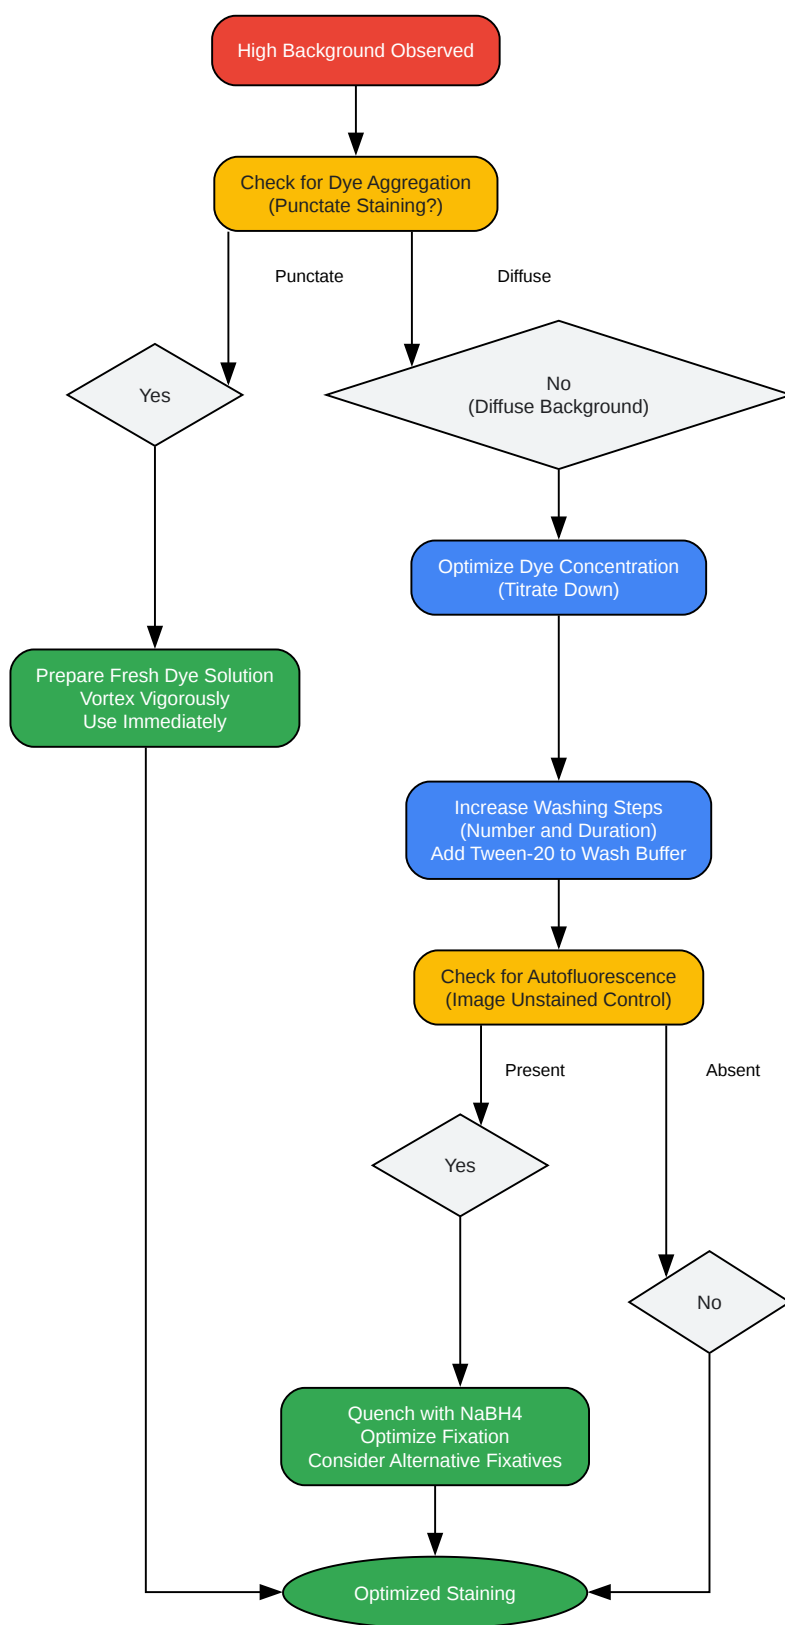 High Background Observed
Check for Dye Aggregation
(Punctate Staining?)
Punctate
Diffuse
Yes
No
(Diffuse Background)
Optimize Dye Concentration
(Titrate Down)
Prepare Fresh Dye Solution
Vortex Vigorously
Use Immediately
Increase Washing Steps
(Number and Duration)
Add Tween-20 to Wash Buffer
Check for Autofluorescence
(Image Unstained Control)
Present
Absent
Yes
No
Quench with NaBH4
Optimize Fixation
Consider Alternative Fixatives
Optimized Staining